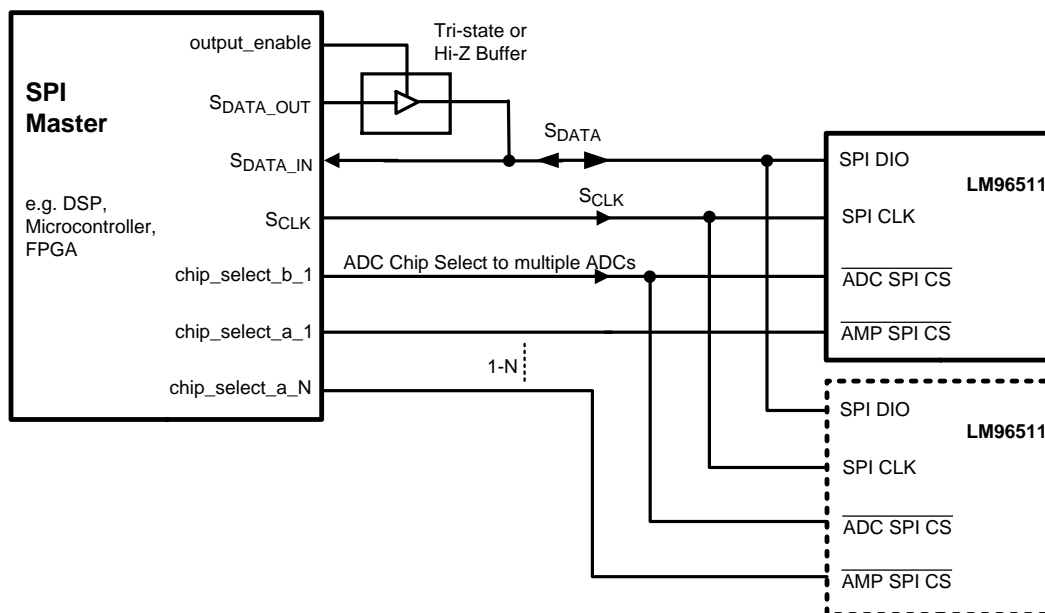 output_enable
Tri-state or
Hi-Z Buffer
SPI
Master
SDATA_OUT
SDATA
SDATA_IN
SPI DIO
LM96511
e.g. DSP,
Microcontroller,
FPGA
SCLK
SCLK
SPI CLK
chip_select_b_1
ADC Chip Select to multiple ADCs
ADC SPI CS
chip_select_a_1
AMP SPI CS
1-N
chip_select_a_N
SPI DIO
LM96511
SPI CLK
ADC SPI CS
AMP SPI CS